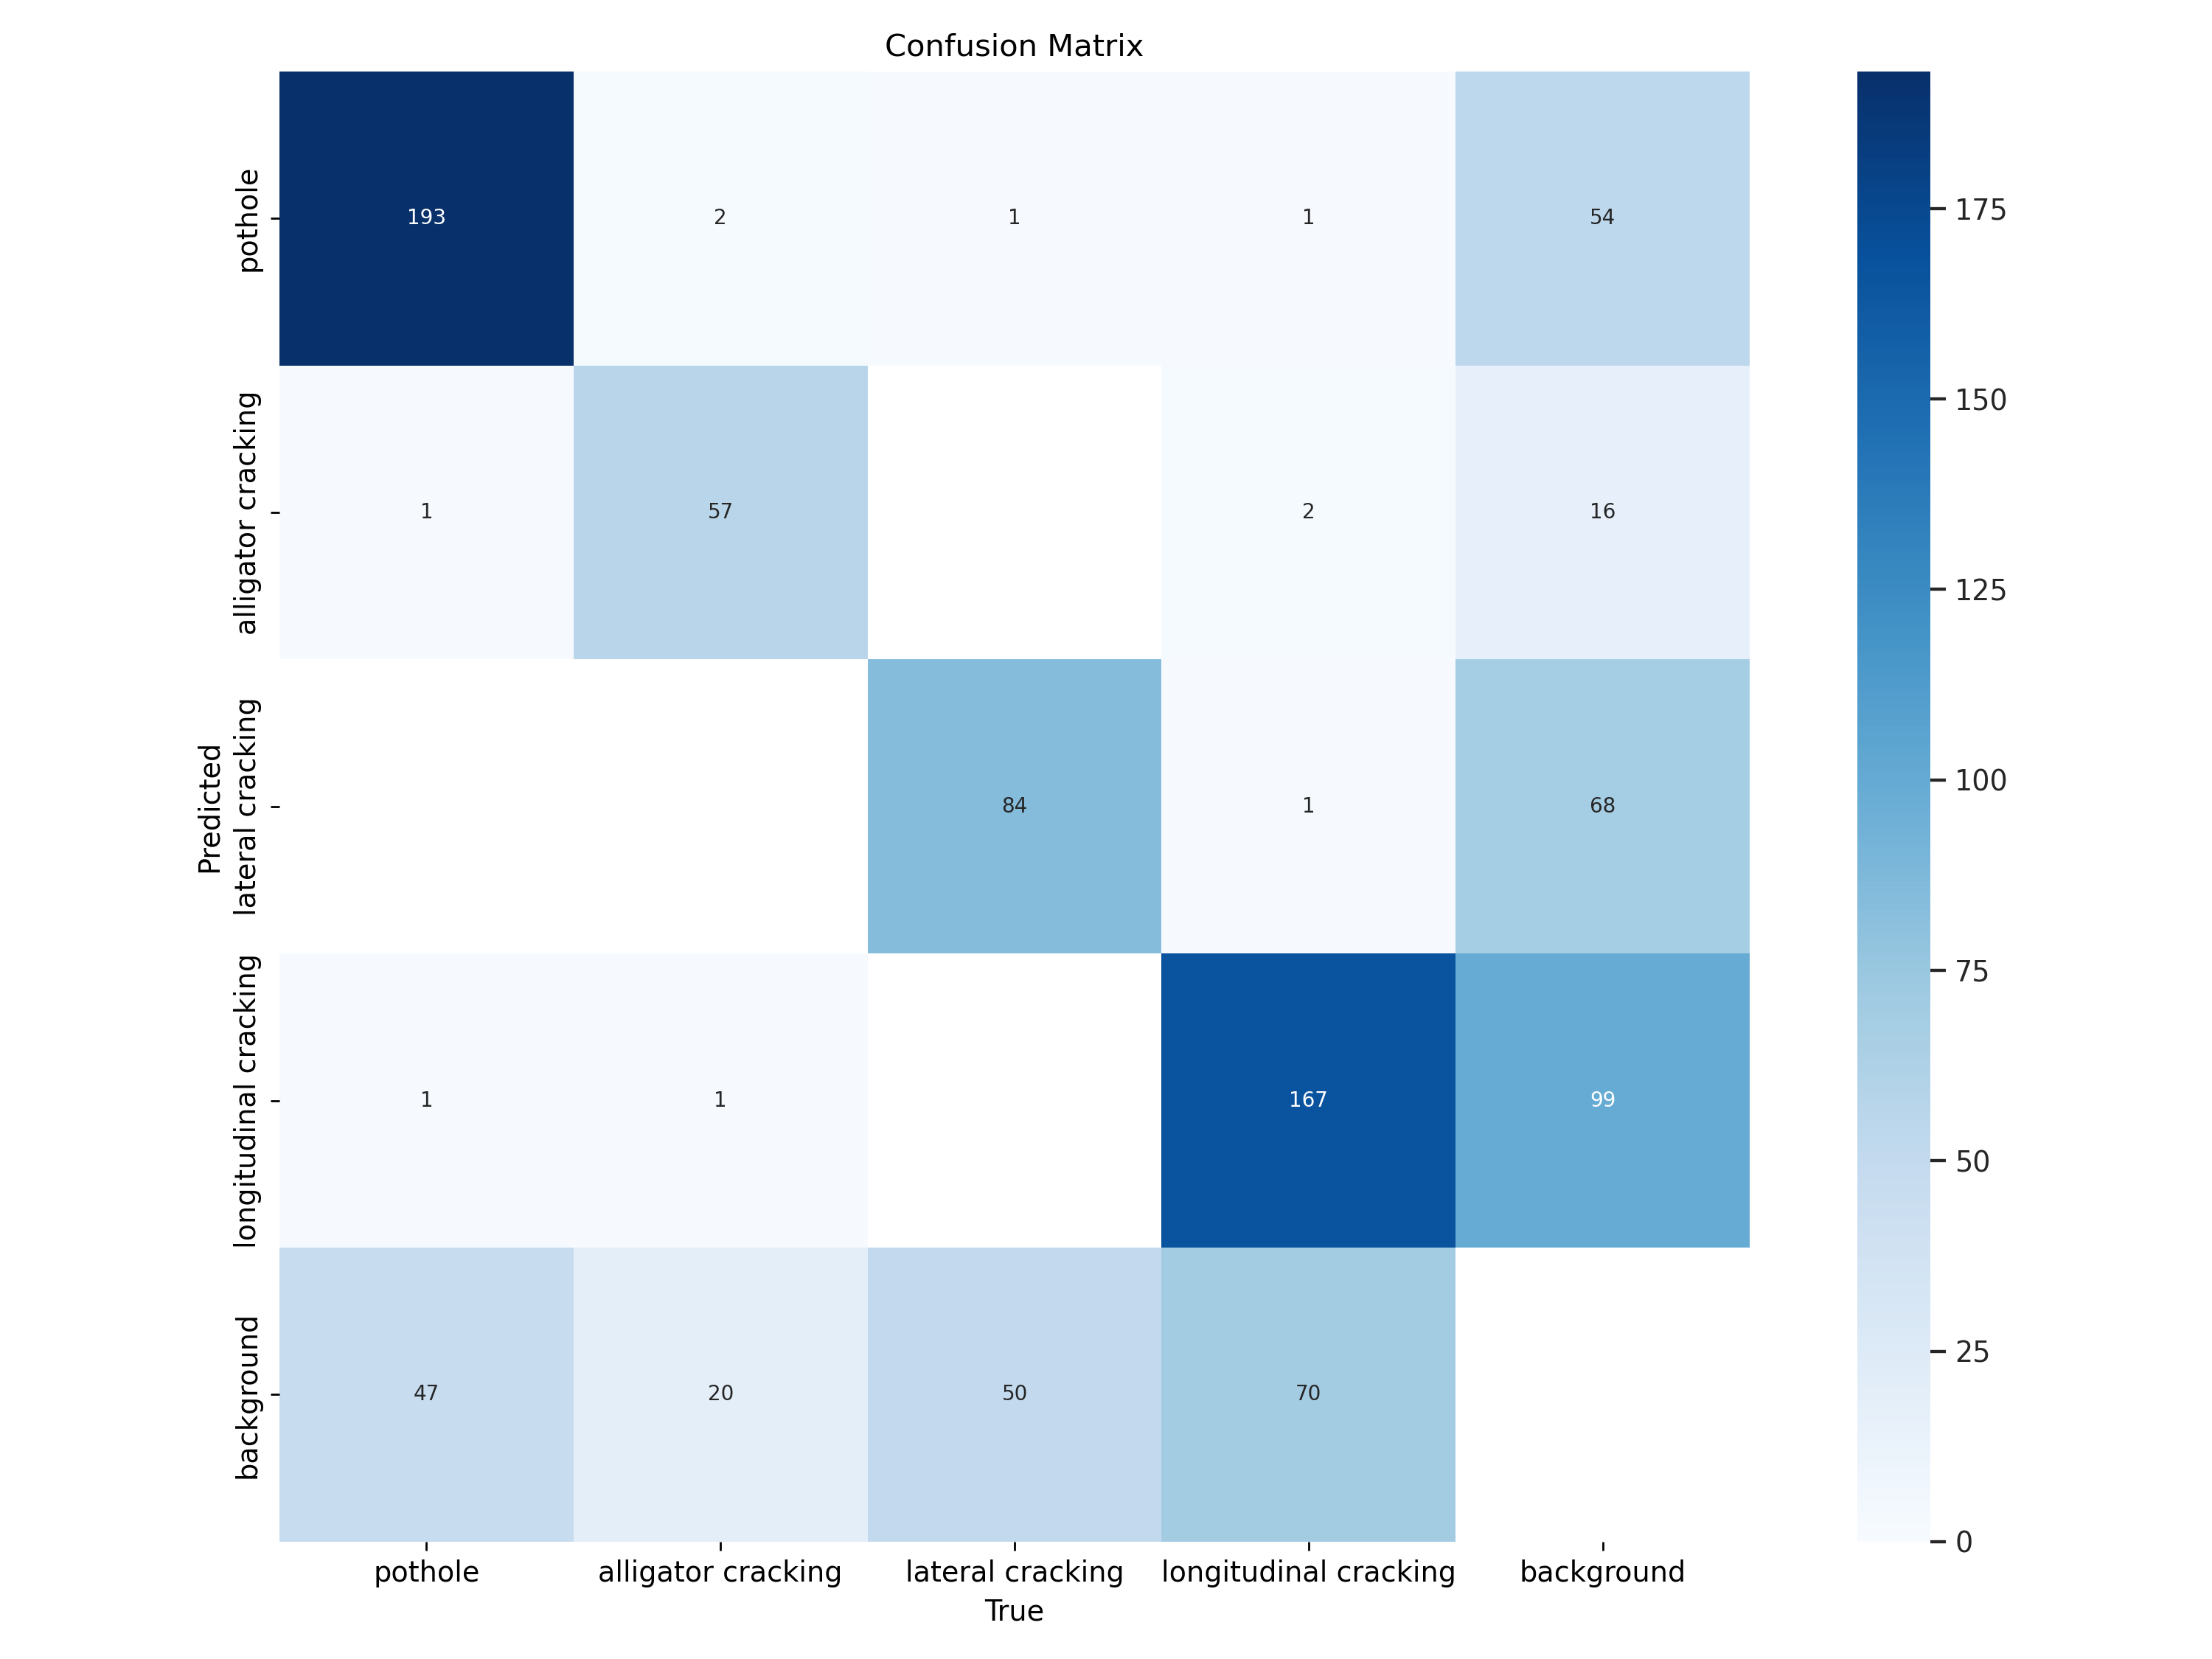 Confusion Matrix
pothole
193
2
1
1
54
175
150
alligator cracking
1
57
2
16
125
Predicted
lateral cracking
84
1
68
100
75
longitudinal cracking
1
1
167
99
50
background
47
20
50
70
25
0
pothole
alligator cracking
lateral cracking
longitudinal cracking
background
True